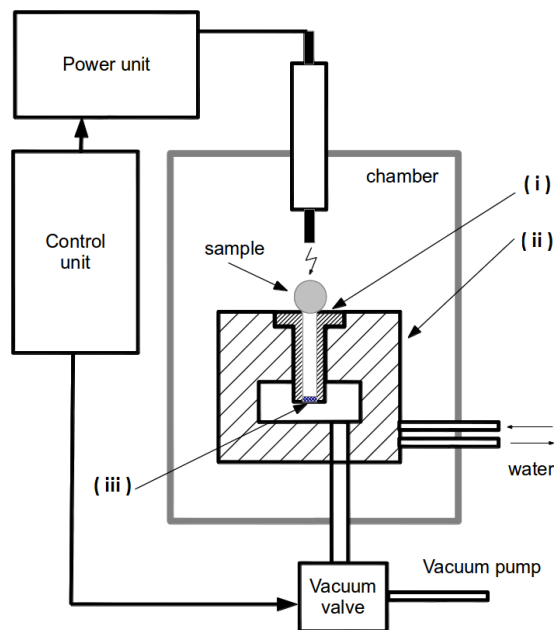 Power unit
chamber
( i )
Control
unit
sample
( ii )
( iii )
water
Vacuum
valve
Vacuum pump